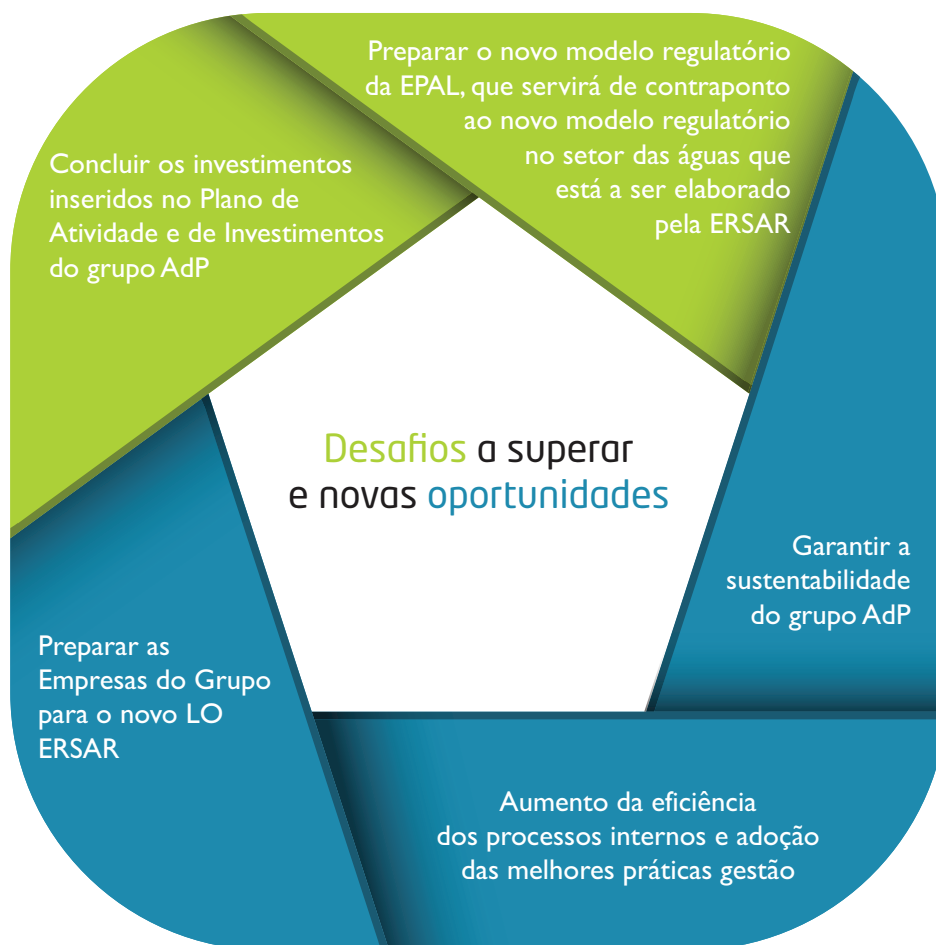 Preparar o novo modelo regulatório
da EPAL, que servirá de contraponto
ao novo modelo regulatório
no setor das águas que
está a ser elaborado
pela ERSAR
Concluir os investimentos
inseridos no Plano de
Atividade e de Investimentos
do grupo AdP
Desafios a superar
e novas oportunidades
Garantir a
sustentabilidade
do grupo AdP
Preparar as
Empresas do Grupo
para o novo LO
ERSAR
Aumento da eficiência
dos processos internos e adoção
das melhores práticas gestão